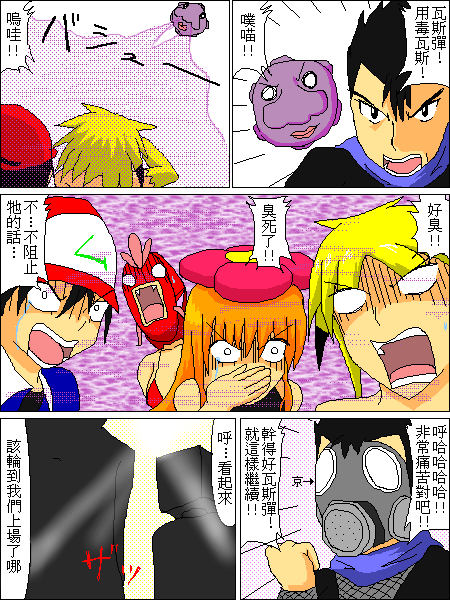 瓦斯彈！
用毒瓦斯！
噗喵！！
バニーン
嗚哇！！
好臭！！
臭死了！！
不…不阻止
牠的話…
呼哈哈哈哈！！
非常痛苦對吧！！
京→
幹得好瓦斯彈！
就這樣繼續！！
呼…看起來
ザッ
該輪到我們上場了哪